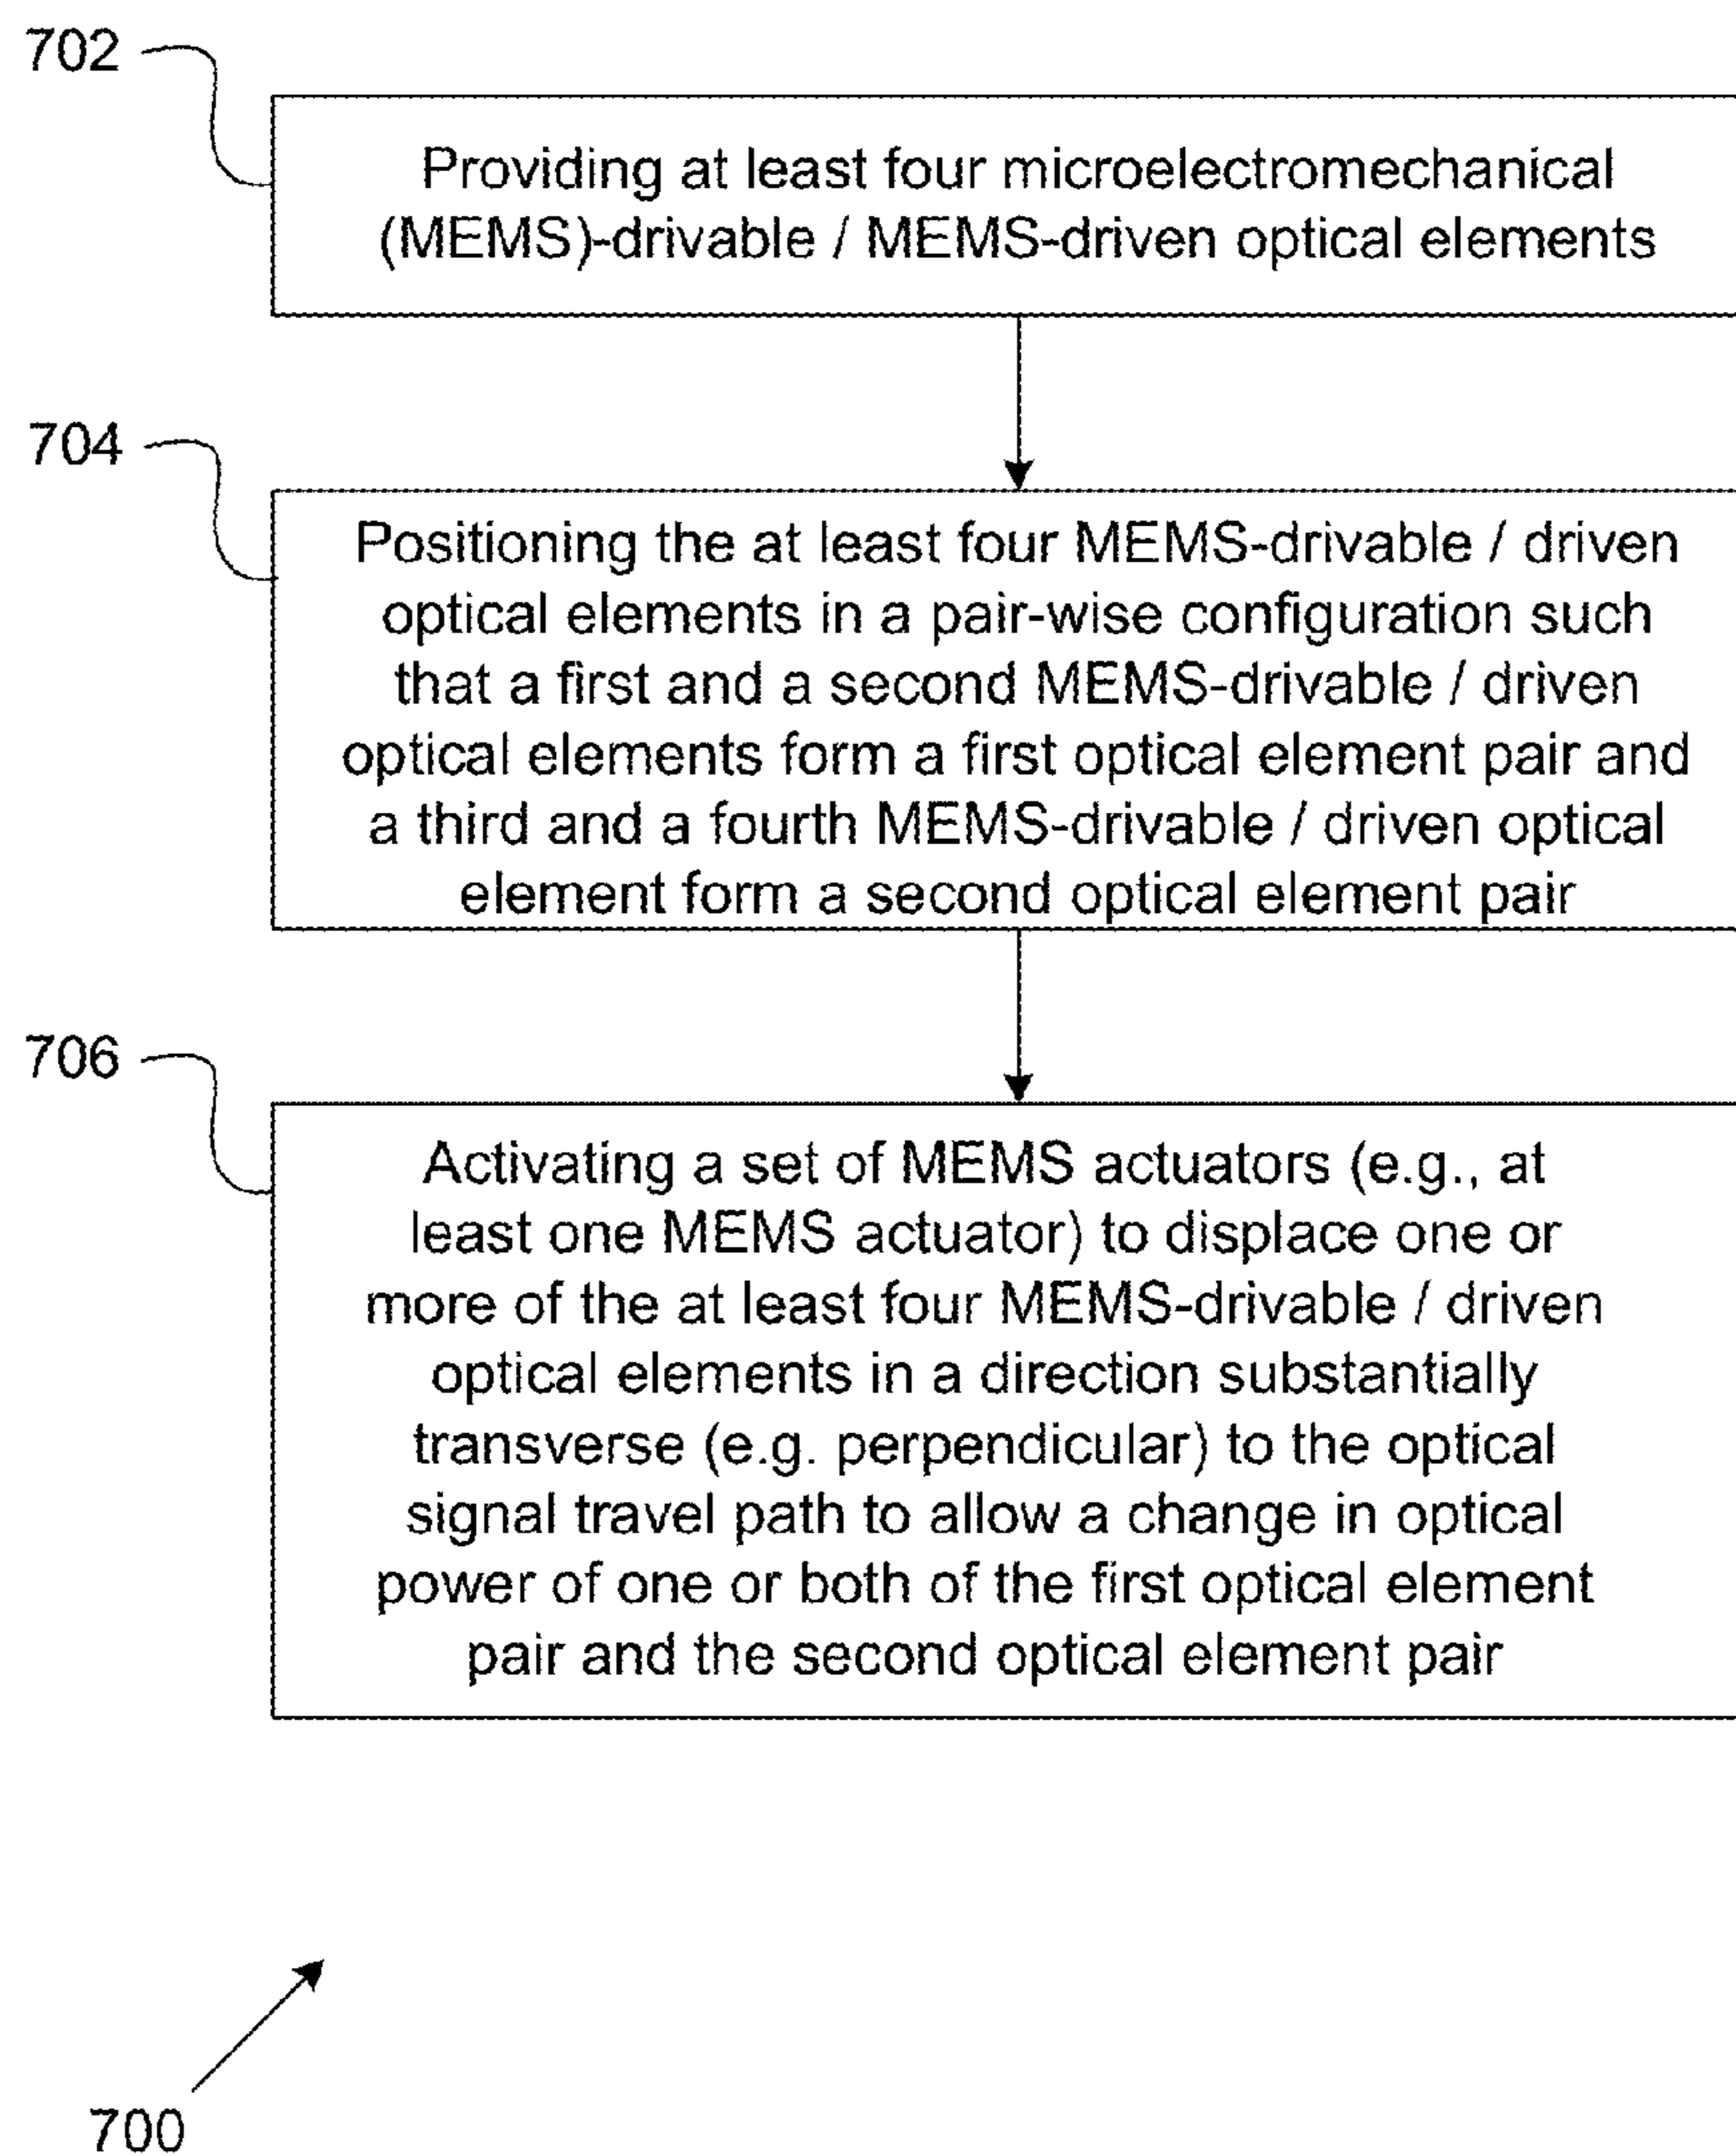 702
Providing at least four microelectromechanical
(MEMS)-drivable / MEMS-driven optical elements
704
Positioning the at least four MEMS-drivable / driven
optical elements in a pair-wise configuration such
that a first and a second MEMS-drivable / driven
optical elements form a first optical element pair and
a third and a fourth MEMS-drivable / driven optical
element form a second optical element pair
706
Activating a set of MEMS actuators (e.g., at
least one MEMS actuator) to displace one or
more of the at least four MEMS-drivable / driven
optical elements in a direction substantially
transverse (e.g. perpendicular) to the optical
signal travel path to allow a change in optical
power of one or both of the first optical element
pair and the second optical element pair
700